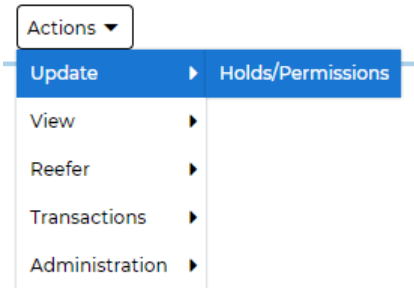 Actions
Update
Holds/Permissions
View
Reefer
Transactions
Administration